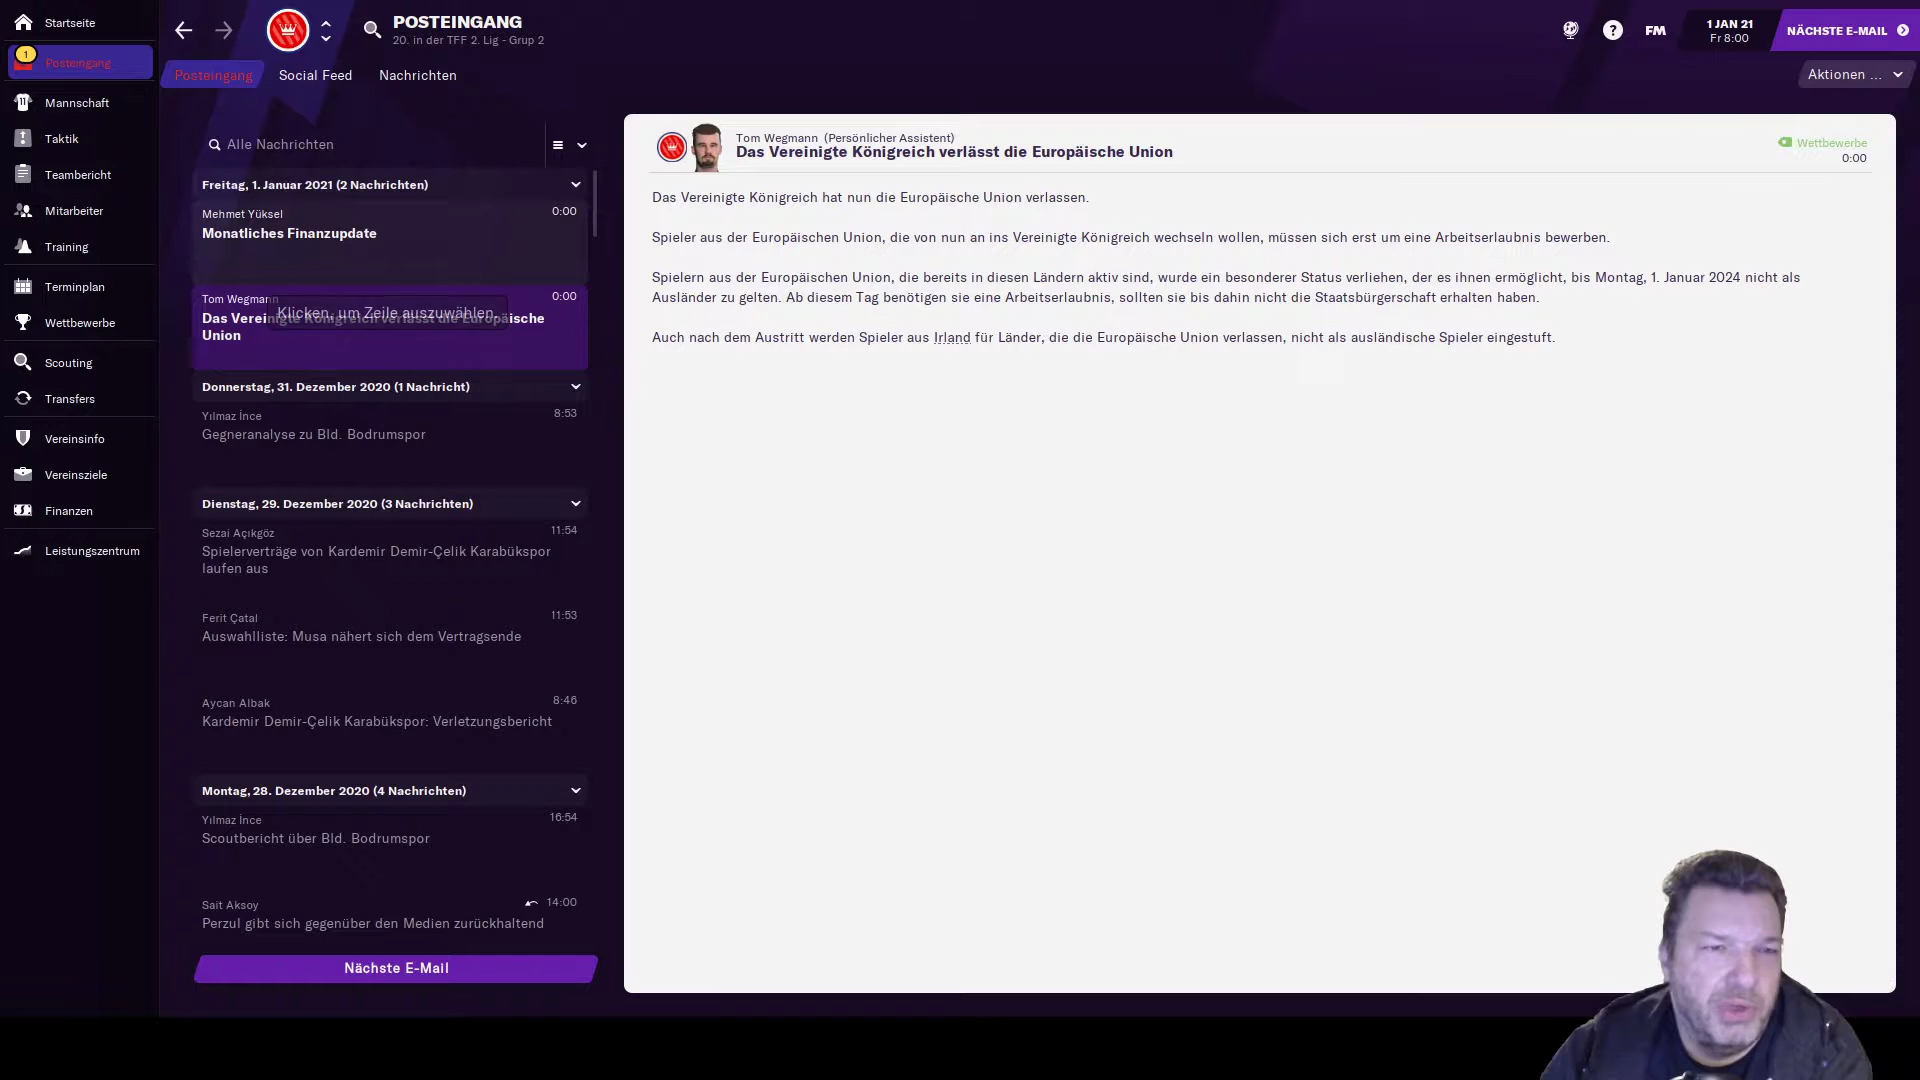 Startseite
1
Posteingang
Mannschaft
Taktik
Teambericht
Mitarbeiter
Training
Terminplan
Wettbewerbe
Scouting
Transfers
Vereinsinfo
Vereinsziele
Finanzen
Leistungszentrum
POSTEINGANG
20. in der TFF 2. Lig - Grup 2
?
FM
1 JAN 21
Fr 8:00
NÄCHSTE E-MAIL
Posteingang
Social Feed
Nachrichten
Aktionen ...
Alle Nachrichten
Freitag, 1. Januar 2021 (2 Nachrichten)
Mehmet Yüksel
0:00
Monatliches Finanzupdate
Tom Wegmann
0:00
Klicken, um Zeile auszuwählen.
Das Vereinigte Königreich verlässt die Europäische
Union
Donnerstag, 31. Dezember 2020 (1 Nachricht)
Yılmaz İnce
8:53
Gegneranalyse zu Bld. Bodrumspor
Dienstag, 29. Dezember 2020 (3 Nachrichten)
Sezai Açıkgöz
11:54
Spielerverträge von Kardemir Demir-Çelik Karabükspor
laufen aus
Ferit Çatal
11:53
Auswahlliste: Musa nähert sich dem Vertragsende
Aycan Albak
8:46
Kardemir Demir-Çelik Karabükspor: Verletzungsbericht
Montag, 28. Dezember 2020 (4 Nachrichten)
Yılmaz İnce
16:54
Scoutbericht über Bld. Bodrumspor
Sait Aksoy
14:00
Perzul gibt sich gegenüber den Medien zurückhaltend
Nächste E-Mail
Tom Wegmann (Persönlicher Assistent)
Das Vereinigte Königreich verlässt die Europäische Union
Wettbewerbe
0:00
Das Vereinigte Königreich hat nun die Europäische Union verlassen.
Spieler aus der Europäischen Union, die von nun an ins Vereinigte Königreich wechseln wollen, müssen sich erst um eine Arbeitserlaubnis bewerben.
Spielern aus der Europäischen Union, die bereits in diesen Ländern aktiv sind, wurde ein besonderer Status verliehen, der es ihnen ermöglicht, bis Montag, 1. Januar 2024 nicht als
Ausländer zu gelten. Ab diesem Tag benötigen sie eine Arbeitserlaubnis, sollten sie bis dahin nicht die Staatsbürgerschaft erhalten haben.
Auch nach dem Austritt werden Spieler aus Irland für Länder, die die Europäische Union verlassen, nicht als ausländische Spieler eingestuft.